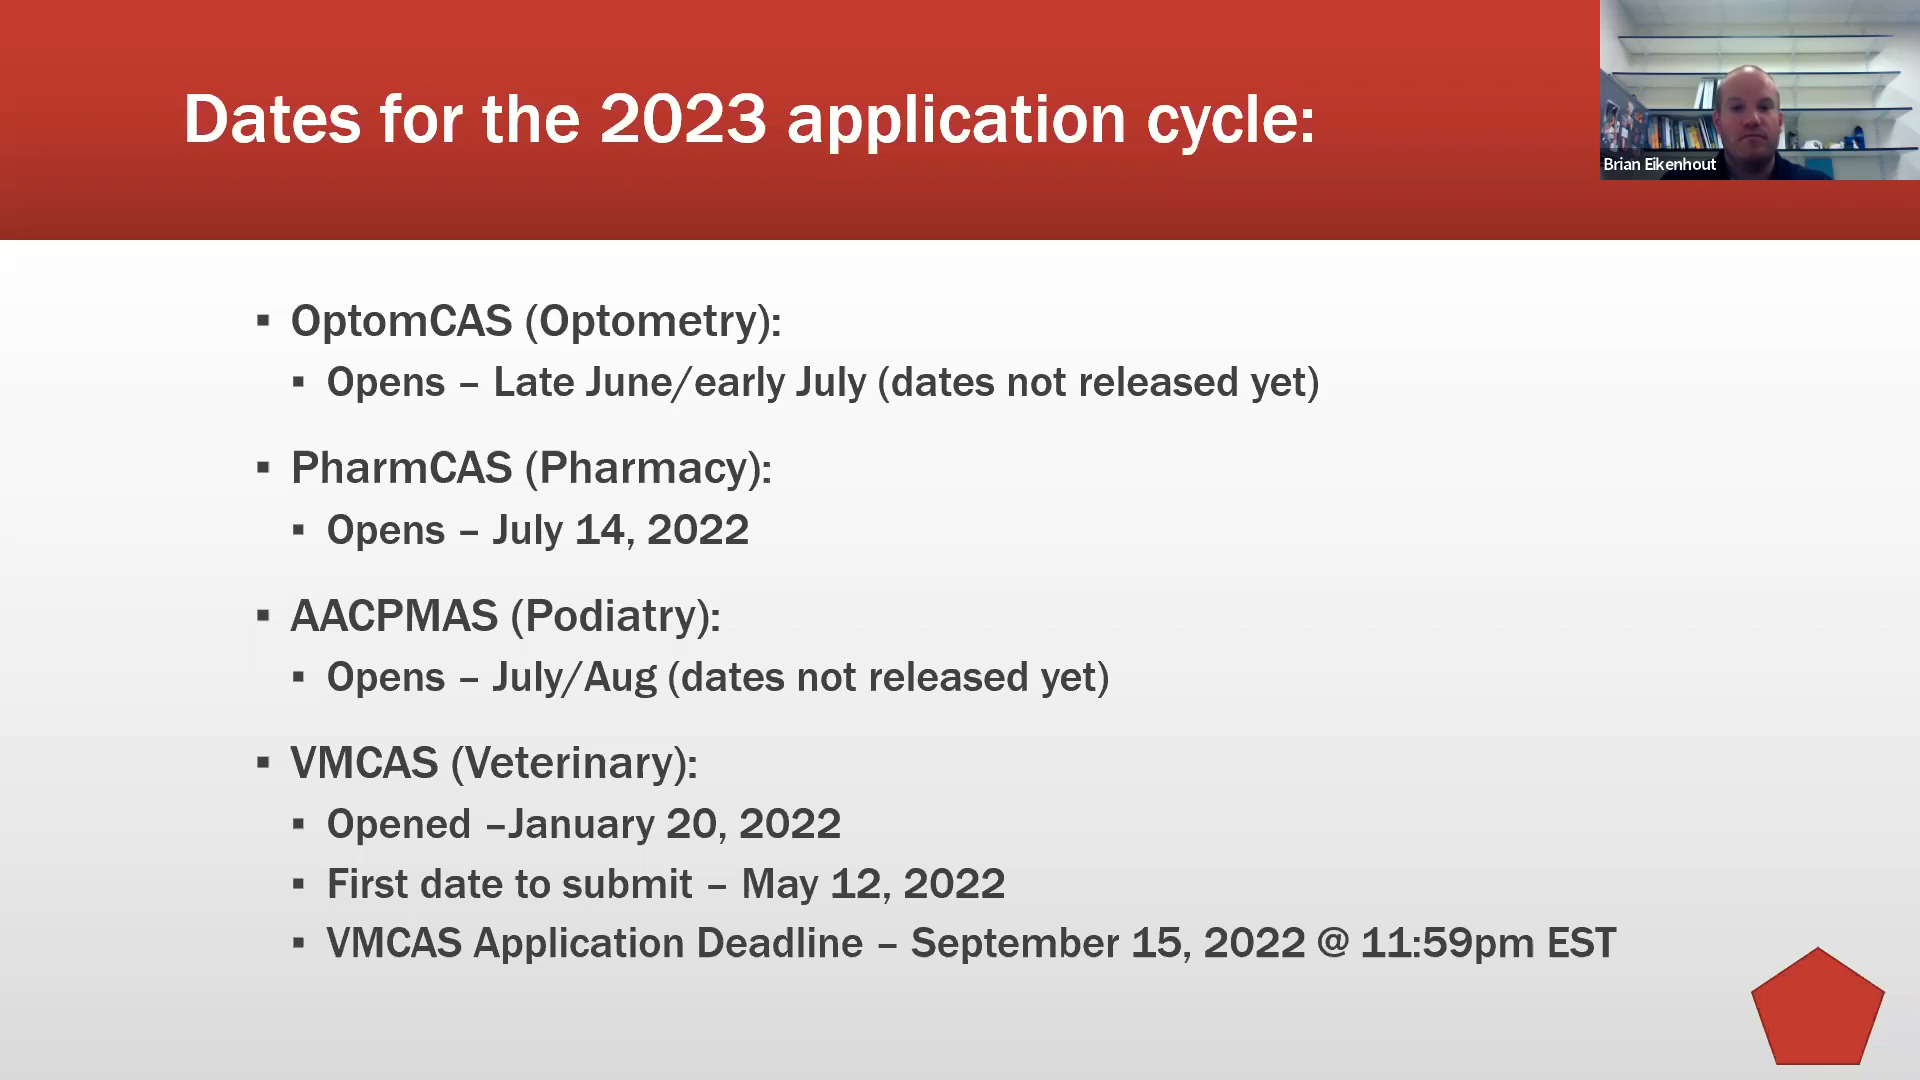 Dates for the 2023 application cycle:
Brian Eikenhout
▪ OptomCAS (Optometry):
▪ Opens – Late June/early July (dates not released yet)
▪ PharmCAS (Pharmacy):
▪ Opens – July 14, 2022
▪ AACPMAS (Podiatry):
▪ Opens – July/Aug (dates not released yet)
▪ VMCAS (Veterinary):
▪ Opened –January 20, 2022
▪ First date to submit – May 12, 2022
▪ VMCAS Application Deadline – September 15, 2022 @ 11:59pm EST